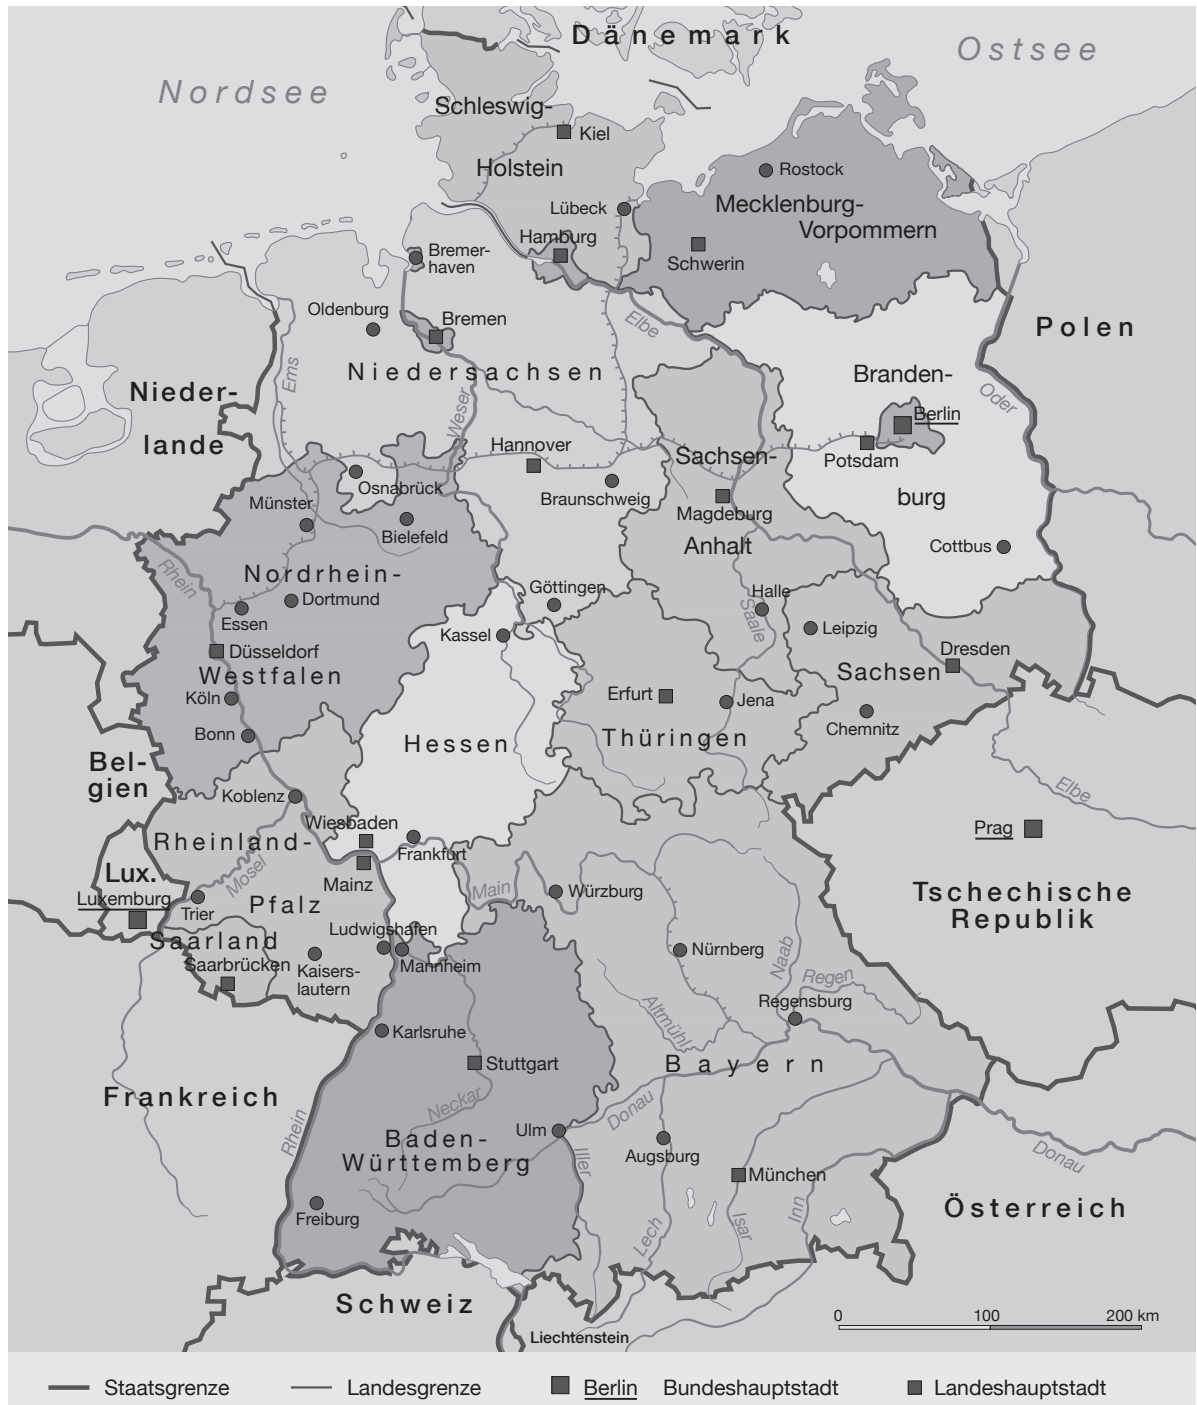 Dänemark
Ostsee
Nordsee
Schleswig-
Kiel
Holstein
Rostock
Lübeck
Mecklenburg-
Vorpommern
Hamburg
Schwerin
Bremer-
haven
Oldenburg
Bremen
Elbe
Polen
Ems
Niedersachsen
Branden-
Nieder-
lande
Weser
Oder
Berlin
Hannover
Sachsen-
Potsdam
Osnabrück
Braunschweig
burg
Münster
Magdeburg
Bielefeld
Anhalt
Cottbus
Rhein
Nordrhein-
Göttingen
Halle
Dortmund
Essen
Saale
Kassel
Leipzig
Düsseldorf
Dresden
Westfalen
Sachsen
Köln
Erfurt
Jena
Bonn
Hessen
Thüringen
Chemnitz
Bel-
gien
Koblenz
Elbe
Wiesbaden
Prag
Rheinland-
Frankfurt
Lux.
Mosel
Mainz
Main
Würzburg
Tschechische
Republik
Luxemburg
Trier
Pfalz
Ludwigshafen
Saarland
Saarbrücken
Kaisers-
lautern
Mannheim
Nürnberg
Naab
Regen
Regensburg
Altmühl
Karlsruhe
Stuttgart
Bayern
Frankreich
Neckar
Donau
Rhein
Ulm
Baden-
Württemberg
Iller
Augsburg
München
Donau
Freiburg
Lech
Isar
Inn
Österreich
Schweiz
Liechtenstein
0 100 200 km
Staatsgrenze Landesgrenze Berlin Bundeshauptstadt Landeshauptstadt